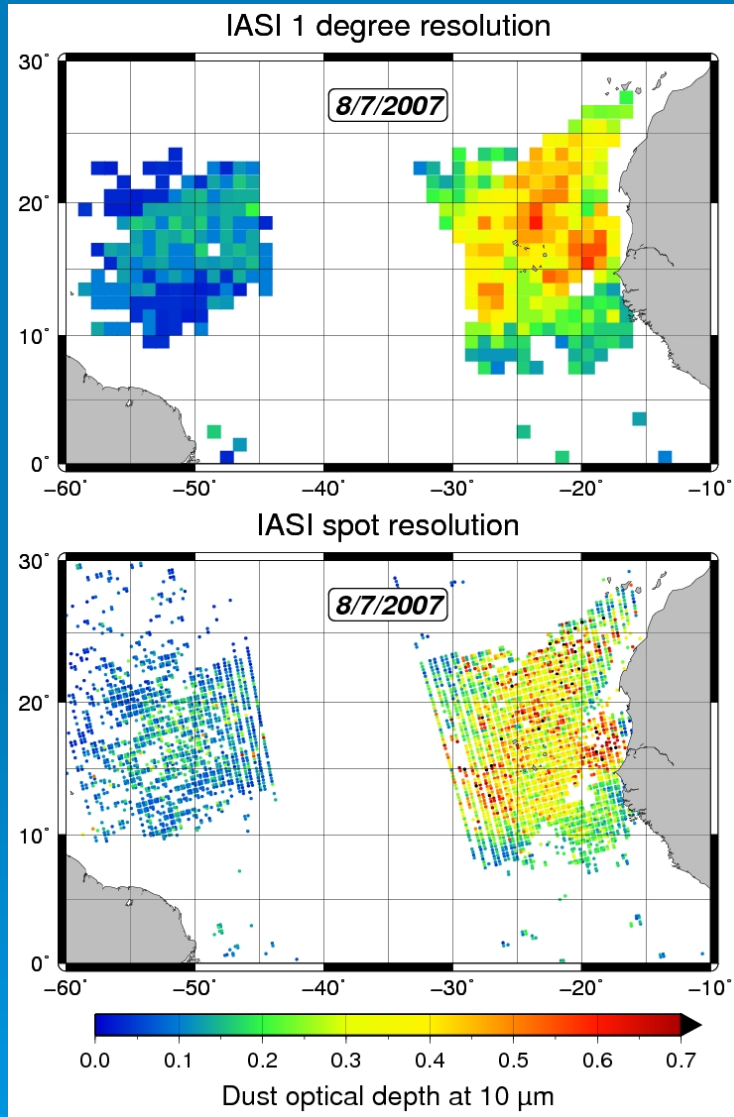 IASI 1 degree resolution
30°
8/7/2007
20°
10°
0°
−60° −50° −40° −30° −20° −10°
IASI spot resolution
30°
8/7/2007
20°
10°
0°
−60° −50° −40° −30° −20° −10°
0.0 0.1 0.2 0.3 0.4 0.5 0.6 0.7
Dust optical depth at 10 µm